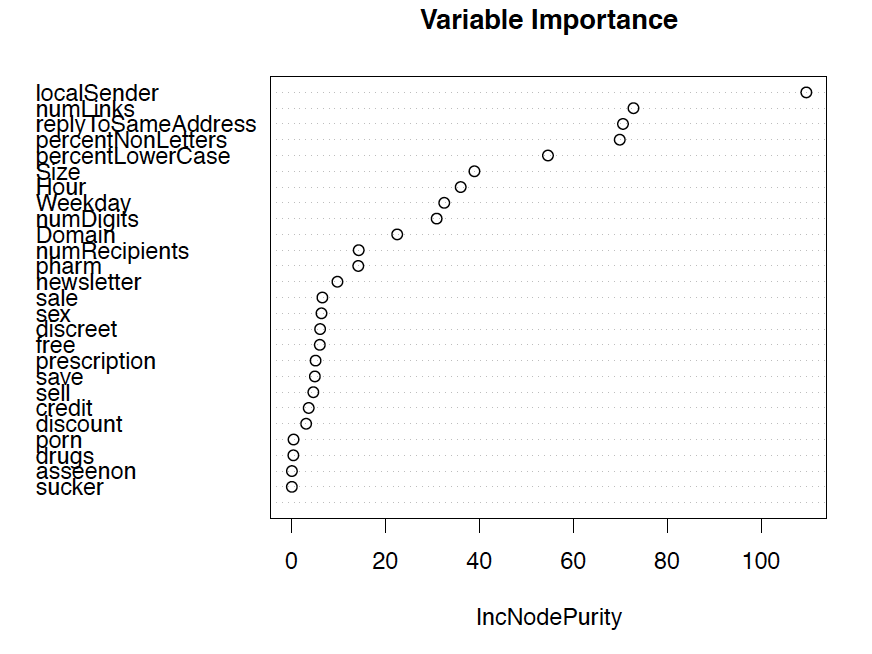 Variable Importance
localSender
numLinks
replyToSameAddress
percentNonLetters
percentLowerCase
Size
Hour
Weekday
numDigits
Domain
numRecipients
pharm
newsletter
sale
sex
discreet
free
prescription
save
sell
credit
discount
porn
drugs
asseenon
sucker
0 20 40 60 80 100
IncNodePurity